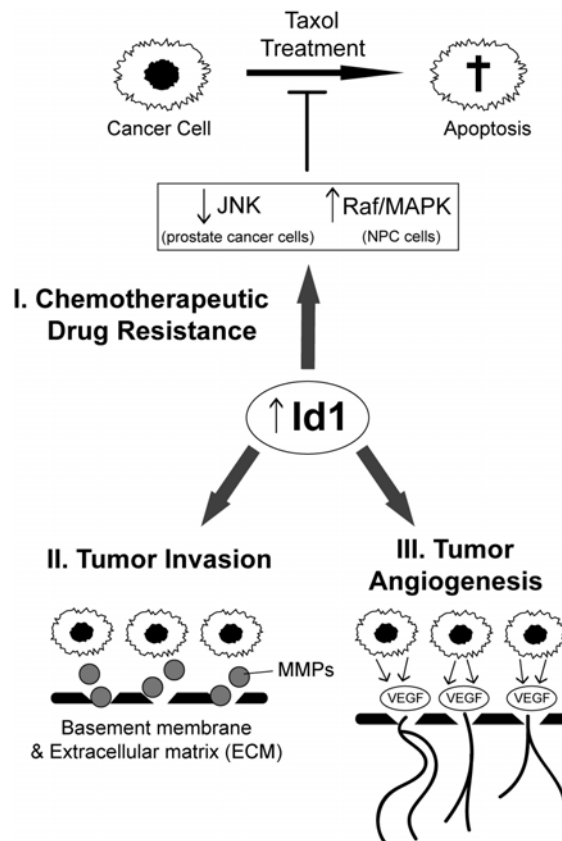 Taxol
Treatment
Cancer Cell
Apoptosis
↓ JNK ↑ Raf/MAPK
(prostate cancer cells) (NPC cells)
I. Chemotherapeutic
Drug Resistance
↑ Id1
II. Tumor Invasion
III. Tumor
Angiogenesis
MMPs
VEGF VEGF VEGF
Basement membrane
& Extracellular matrix (ECM)